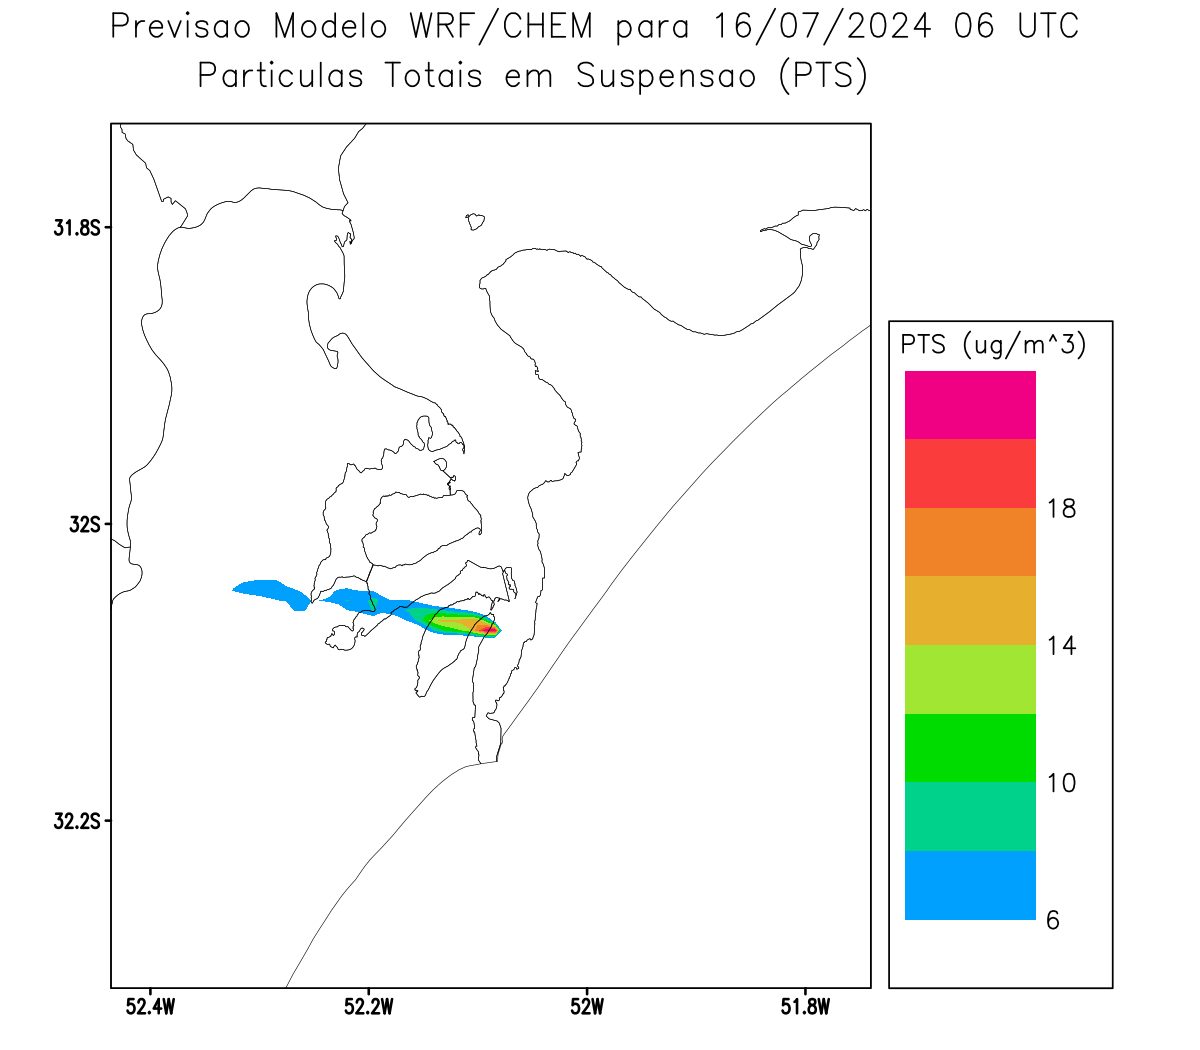 Previsao Modelo WRF/CHEM para 16/07/2024 06 UTC
Particulas Totais em Suspensao (PTS)
31.8S
32S
32.2S
52.4W
52.2W
52W
51.8W
PTS (ug/m^3)
18
14
10
6